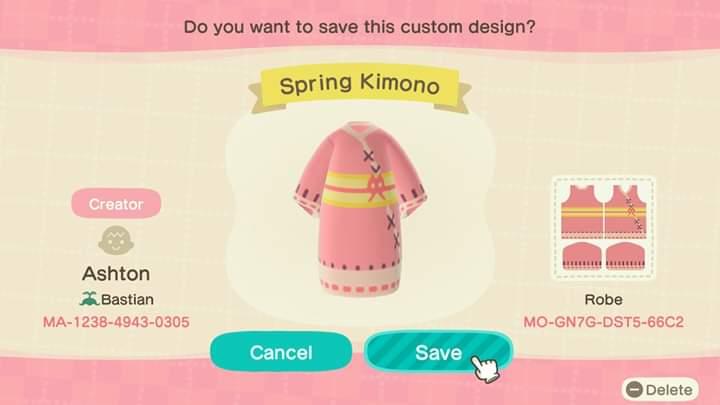 Do you want to save this custom design?
Spring Kimono
Creator
Ashton
Bastian
MA-1238-4943-0305
Robe
MO-GN7G-DST5-66C2
Cancel
Save
Delete